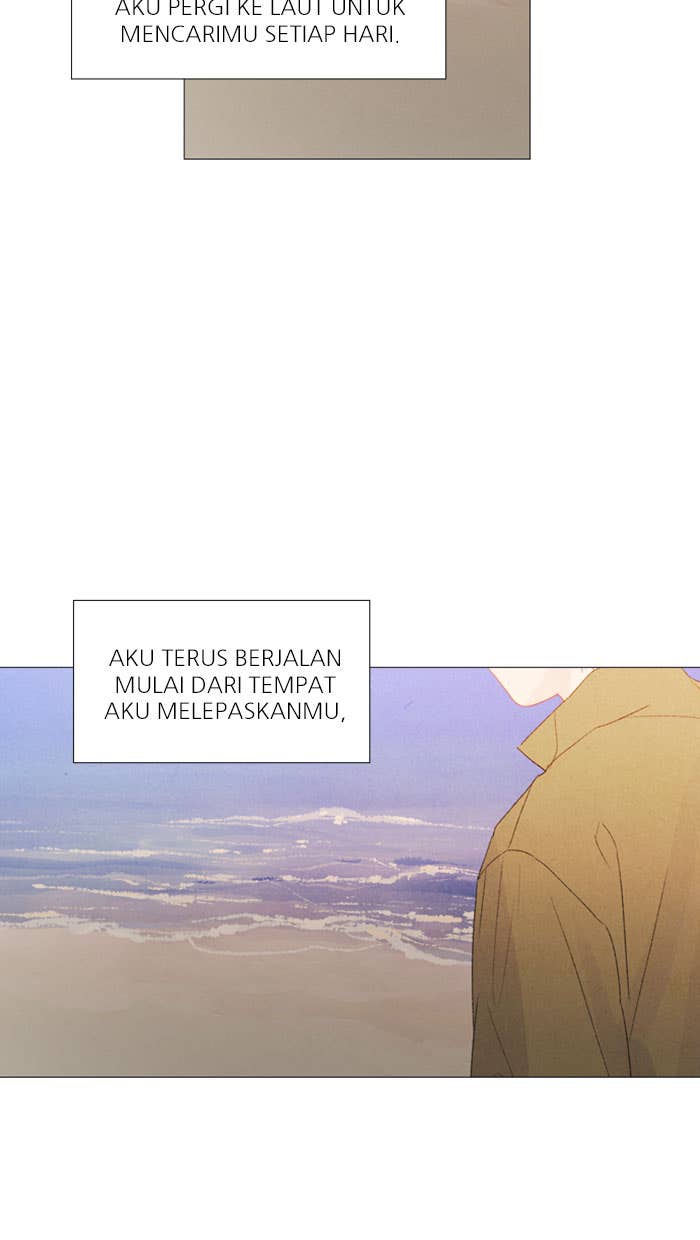 AKU PERGI KE LAUT UNTUK
MENCARIMU SETIAP HARI.
AKU TERUS BERJALAN
MULAI DARI TEMPAT
AKU MELEPASKANMU,